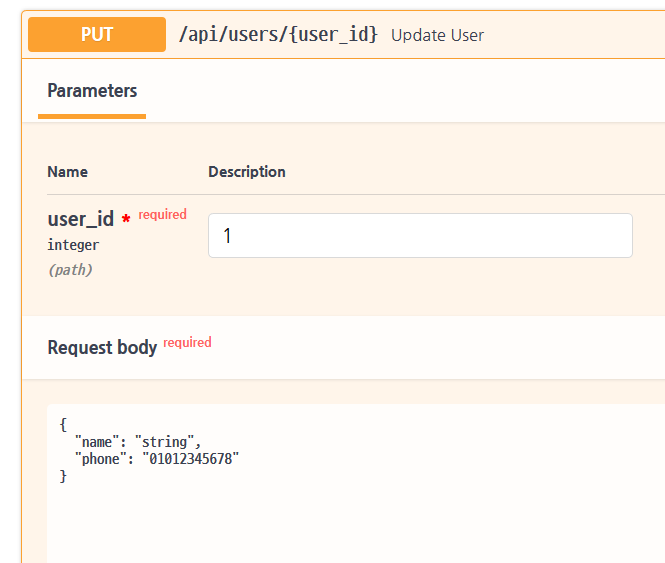 PUT /api/users/{user_id} Update User
Parameters
Name Description
user_id * required
integer
(path)
1
Request body required
{
"name": "string",
"phone": "01012345678"
}